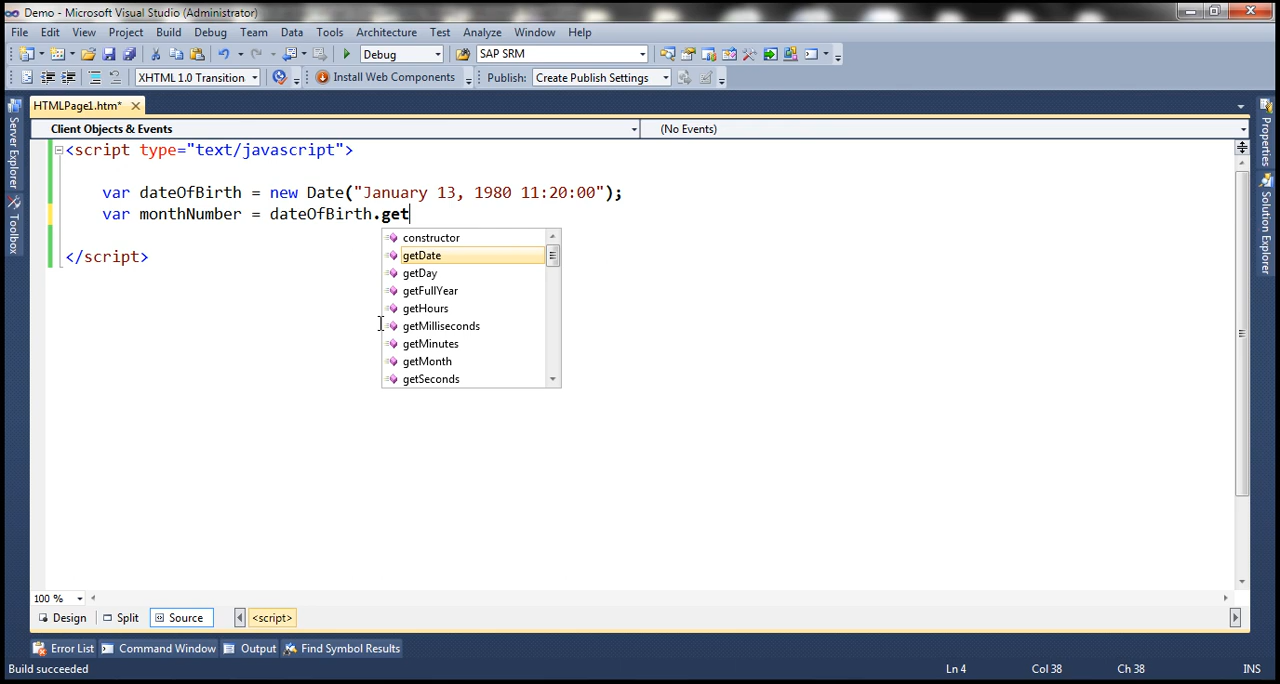 Demo - Microsoft Visual Studio (Administrator)
File Edit View Project Build Debug Team Data Tools Architecture Test Analyze Window Help
Debug SAP SRM
XHTML 1.0 Transition Install Web Components Publish: Create Publish Settings
HTMLPage1.htm*
Client Objects & Events (No Events)
<script type="text/javascript">
var dateOfBirth = new Date("January 13, 1980 11:20:00");
var monthNumber = dateOfBirth.get
constructor
getDate
</script>
getDay
getFullYear
getHours
getMilliseconds
getMinutes
getMonth
getSeconds
Server Explorer
Toolbox
Properties
Solution Explorer
100 %
Design Split Source <script>
Error List Command Window Output Find Symbol Results
Build succeeded Ln 4 Col 38 Ch 38 INS